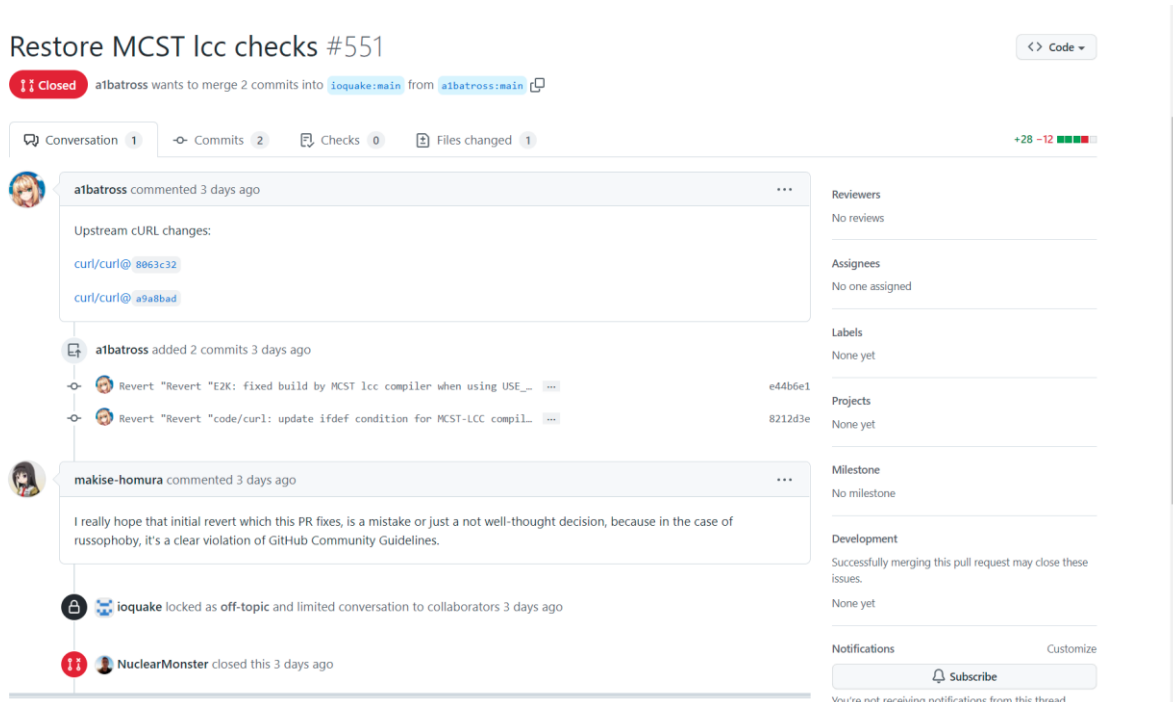 Restore MCST lcc checks #551
<> Code
Closed a1batross wants to merge 2 commits into ioquake:main from a1batross:main
Conversation 1 Commits 2 Checks 0 Files changed 1 +28 −12
a1batross commented 3 days ago ...
Upstream cURL changes:
curl/curl@ 8063c32
curl/curl@ a9a8bad
a1batross added 2 commits 3 days ago
Revert "Revert "E2K: fixed build by MCST lcc compiler when using USE_… ... e44b6e1
Revert "Revert "code/curl: update ifdef condition for MCST-LCC compil… ... 8212d3e
makise-homura commented 3 days ago ...
I really hope that initial revert which this PR fixes, is a mistake or just a not well-thought decision, because in the case of
russophoby, it's a clear violation of GitHub Community Guidelines.
ioquake locked as off-topic and limited conversation to collaborators 3 days ago
NuclearMonster closed this 3 days ago
Reviewers
No reviews
Assignees
No one assigned
Labels
None yet
Projects
None yet
Milestone
No milestone
Development
Successfully merging this pull request may close these
issues.
None yet
Notifications Customize
Subscribe
You're not receiving notifications from this thread.